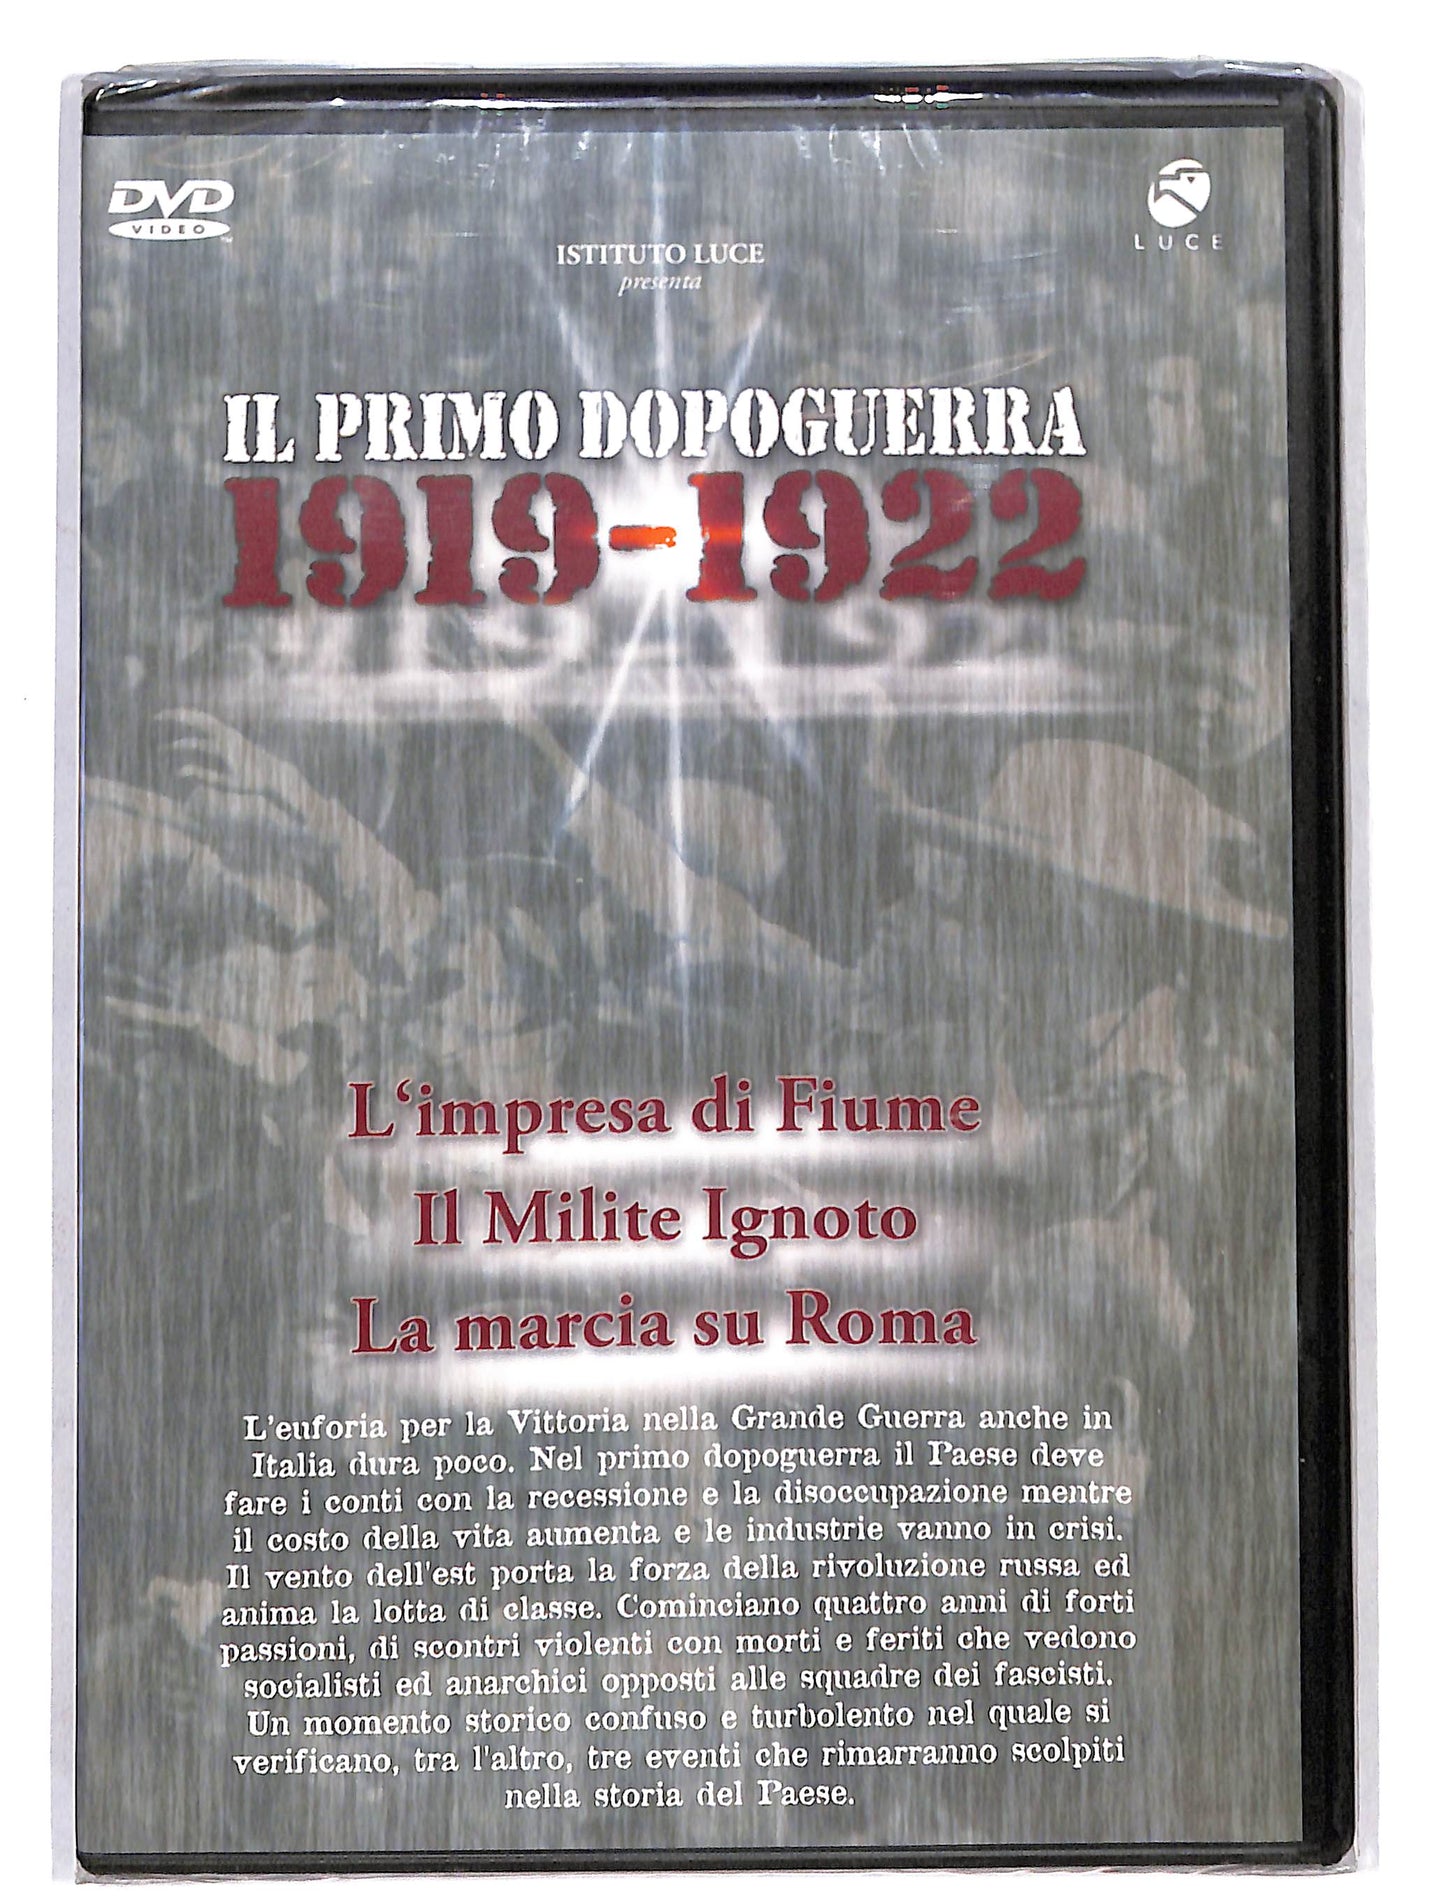 DVD
VIDEO
TM
LUCE
ISTITUTO LUCE
presenta
IL PRIMO DOPOGUERRA
1919-1922
L‘impresa di Fiume
Il Milite Ignoto
La marcia su Roma
L'euforia per la Vittoria nella Grande Guerra anche in
Italia dura poco. Nel primo dopoguerra il Paese deve
fare i conti con la recessione e la disoccupazione mentre
il costo della vita aumenta e le industrie vanno in crisi.
Il vento dell'est porta la forza della rivoluzione russa ed
anima la lotta di classe. Cominciano quattro anni di forti
passioni, di scontri violenti con morti e feriti che vedono
socialisti ed anarchici opposti alle squadre dei fascisti.
Un momento storico confuso e turbolento nel quale si
verificano, tra l'altro, tre eventi che rimarranno scolpiti
nella storia del Paese.